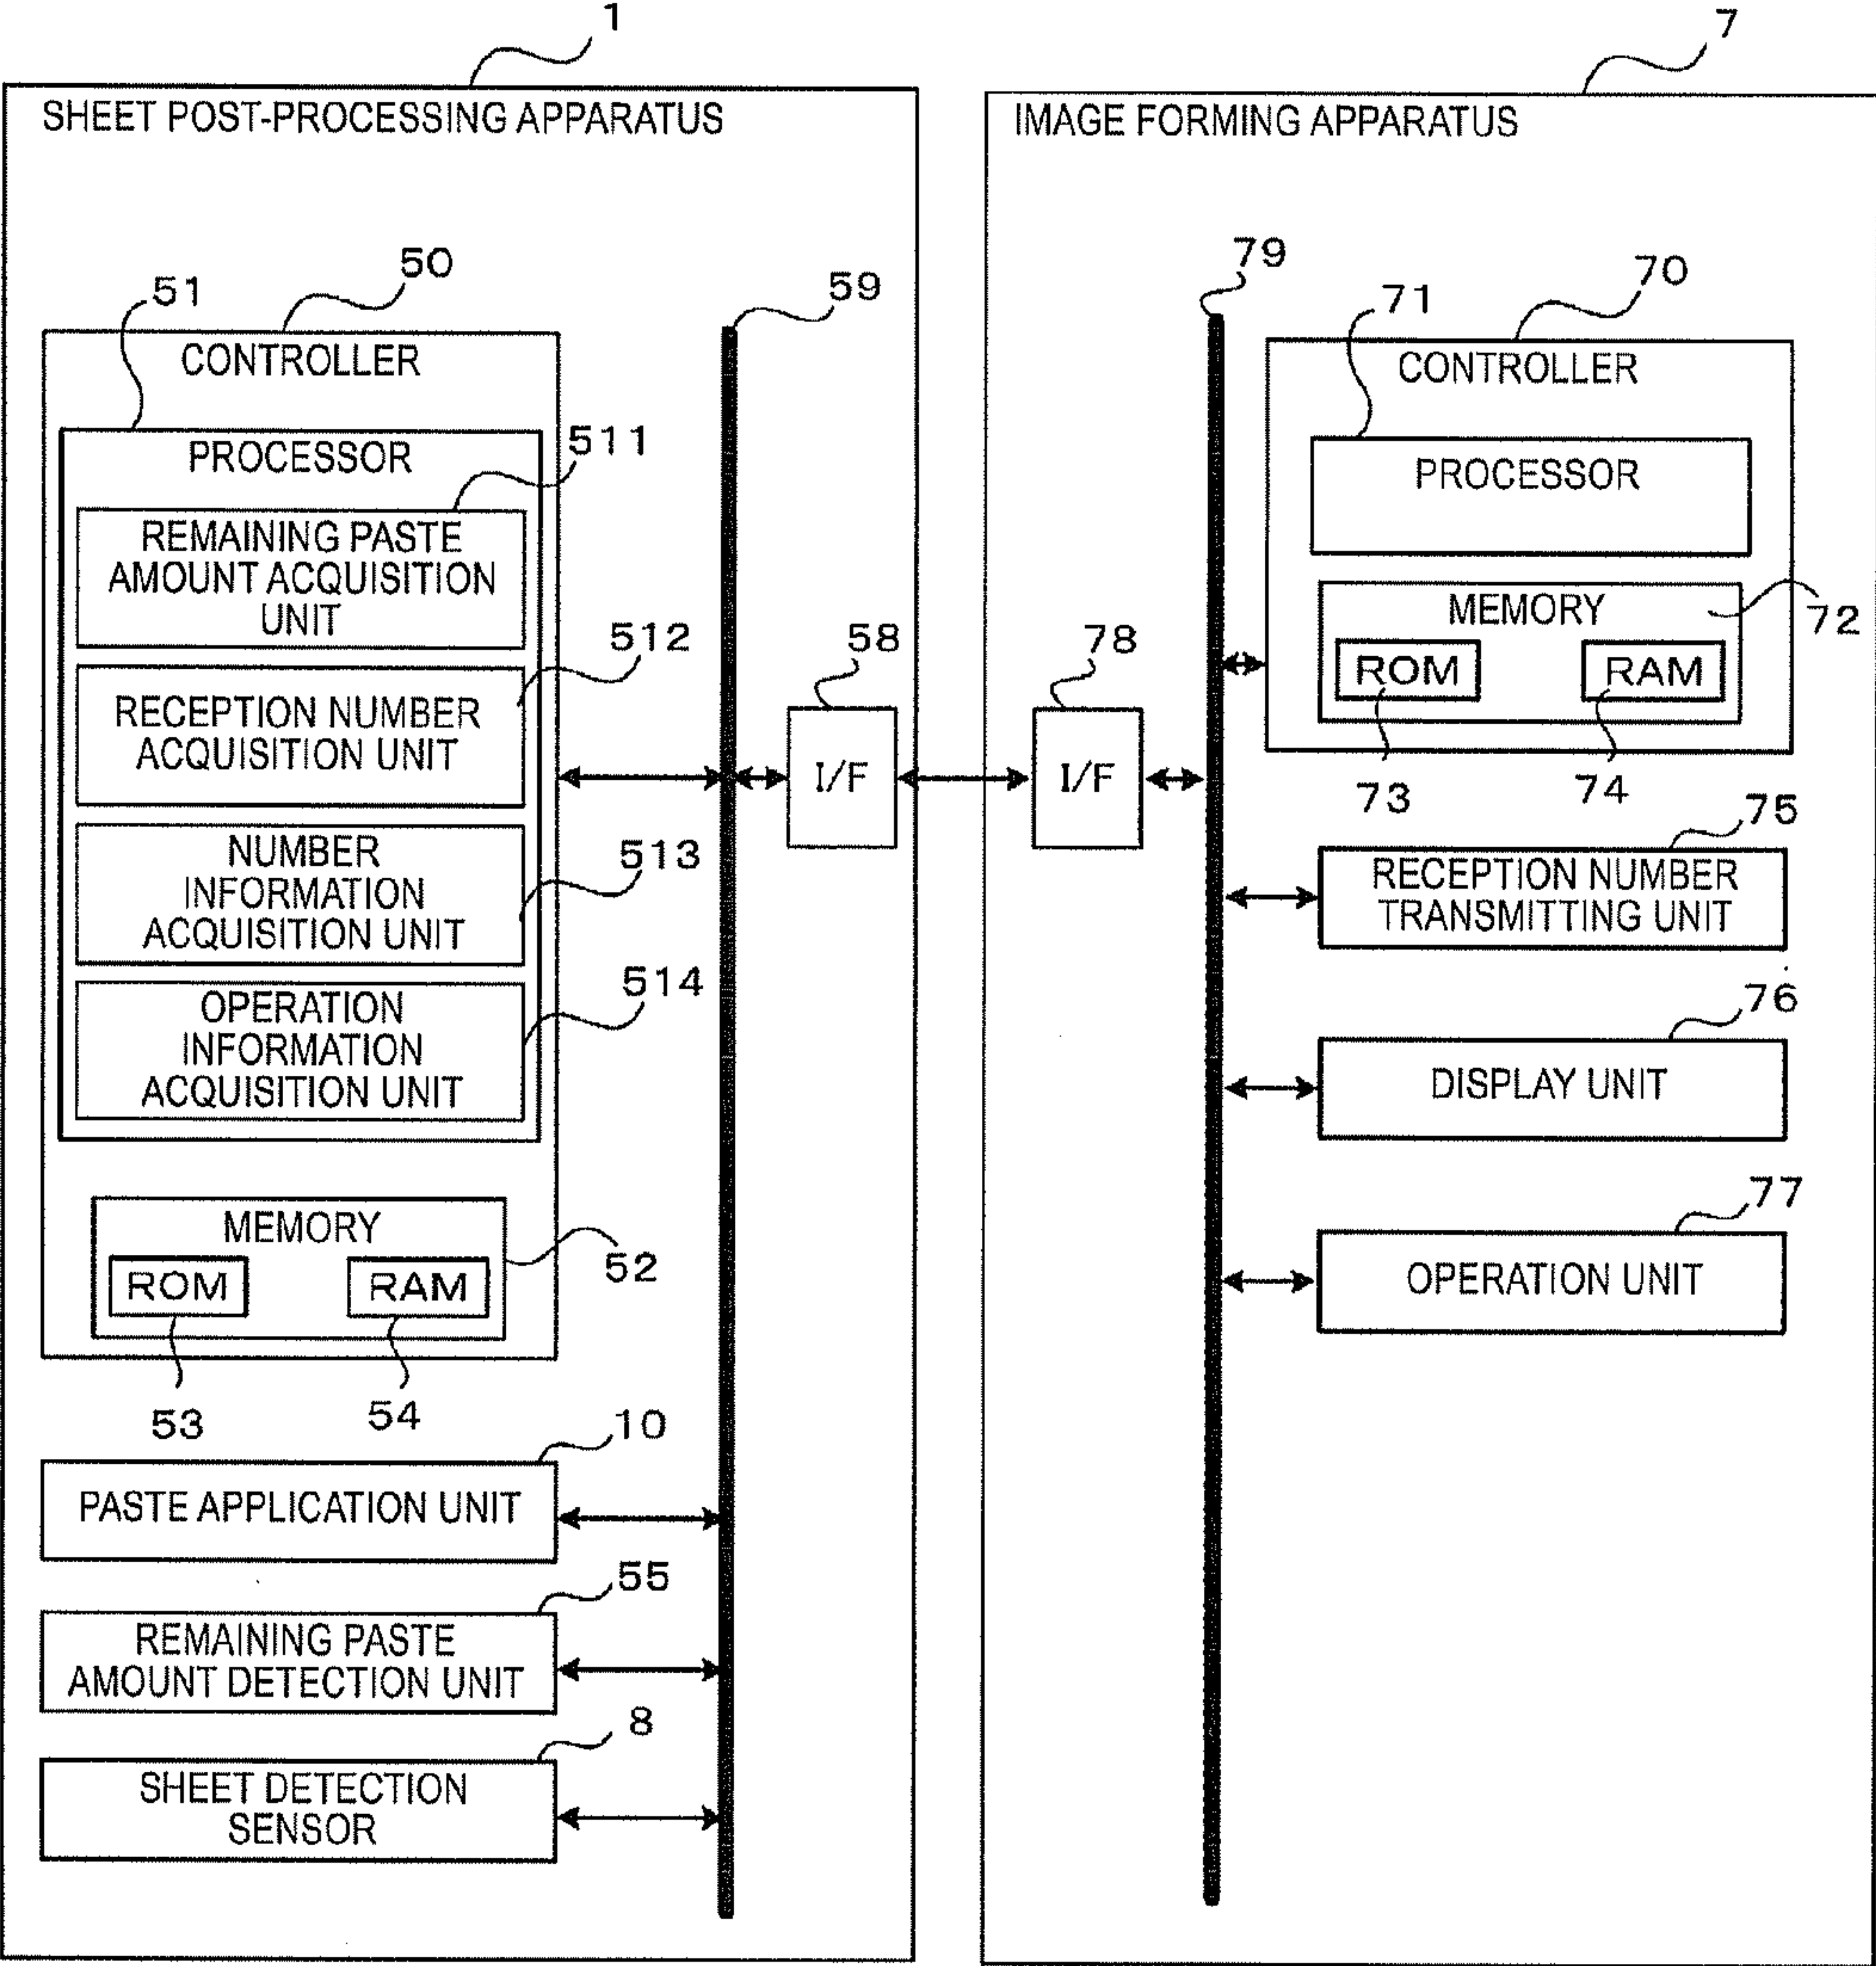 1
SHEET POST-PROCESSING APPARATUS
50
51
59
CONTROLLER
PROCESSOR
511
REMAINING PASTE
AMOUNT ACQUISITION
UNIT
512
RECEPTION NUMBER
ACQUISITION UNIT
58
I/F
NUMBER
INFORMATION
ACQUISITION UNIT
513
OPERATION
INFORMATION
ACQUISITION UNIT
514
MEMORY
52
ROM
RAM
53
54
10
PASTE APPLICATION UNIT
55
REMAINING PASTE
AMOUNT DETECTION UNIT
8
SHEET DETECTION
SENSOR
7
IMAGE FORMING APPARATUS
79
70
71
CONTROLLER
PROCESSOR
MEMORY
72
ROM
RAM
78
I/F
73
74
75
RECEPTION NUMBER
TRANSMITTING UNIT
76
DISPLAY UNIT
77
OPERATION UNIT